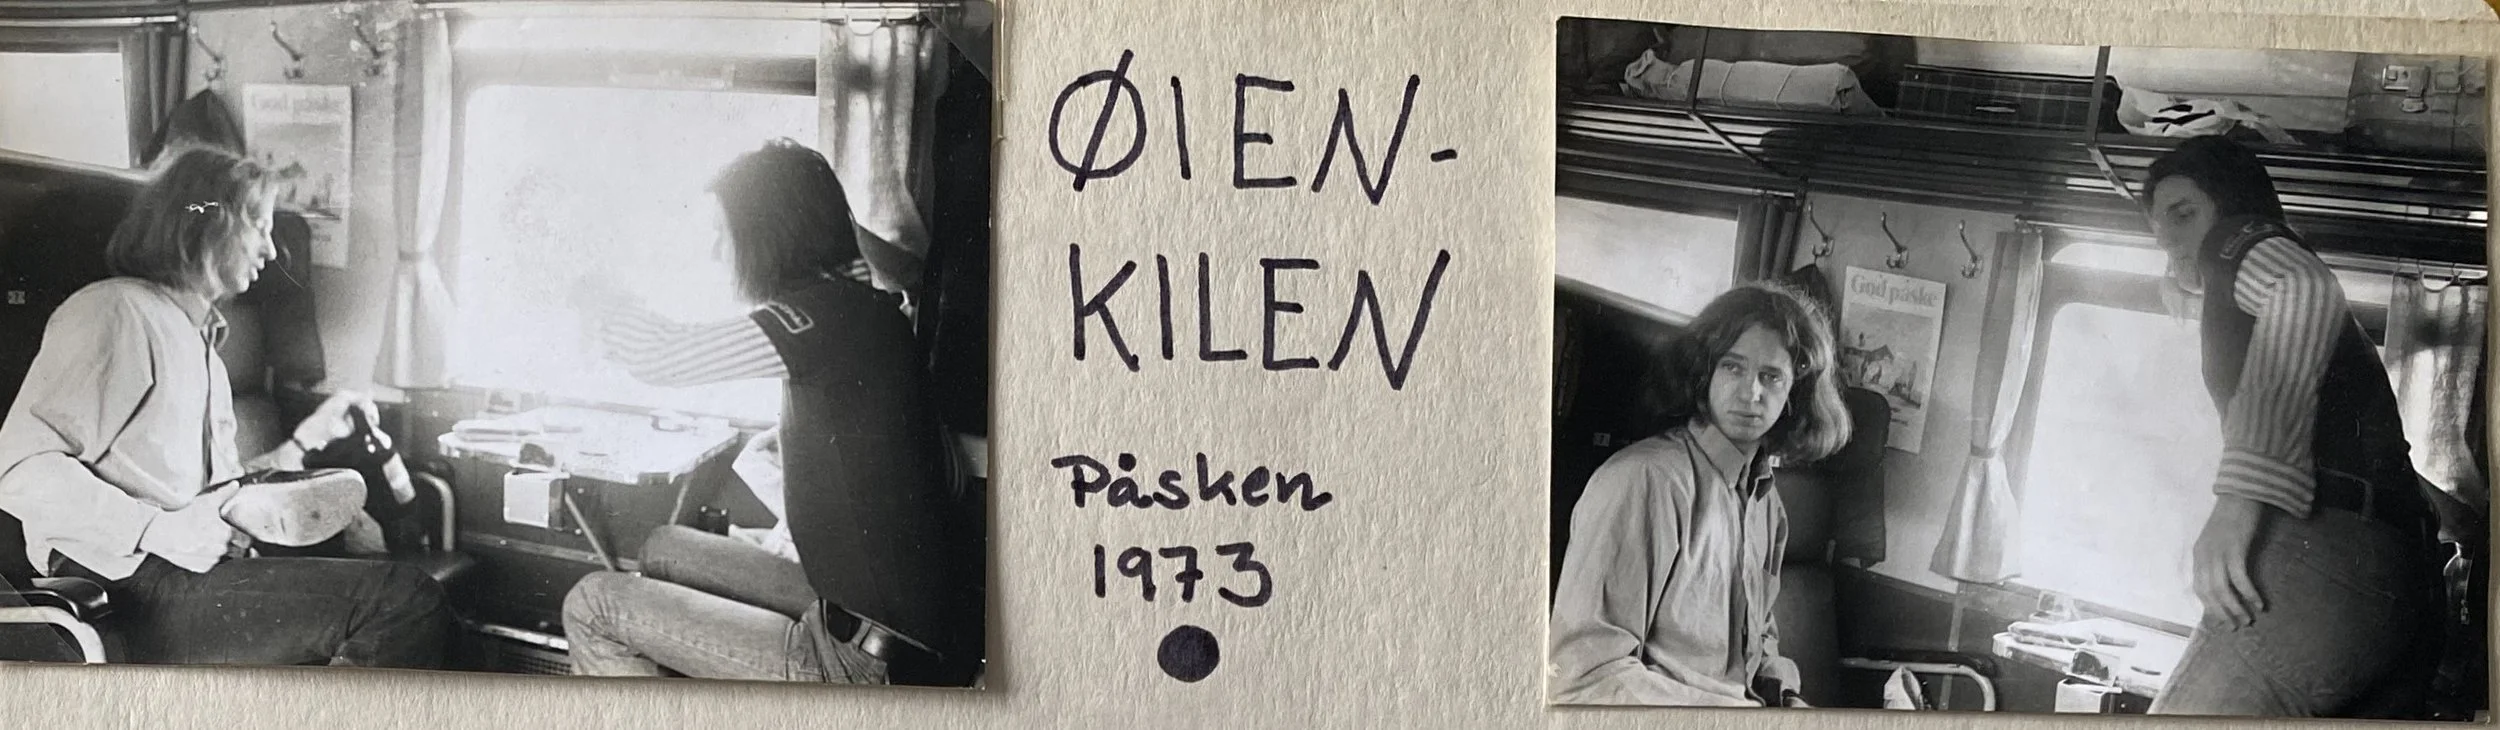 God påske
ØIEN-
KILEN
Påsken
1973
God påske